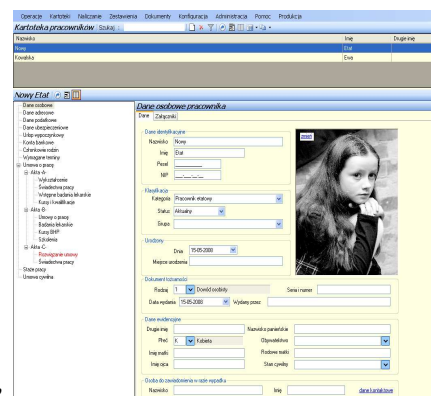 Operacje Kartoteki Naliczanie Zestawienia Dokumenty Konfiguracja Administracja Pomoc Produkcja
Kartoteka pracowników Szukaj :
Nazwisko Imię Drugie imię
Nowy Etat
Kowalska Ewa
Nowy Etat
Dane osobowe
Dane adresowe
Dane podatkowe
Dane ubezpieczeniowe
Urlop wypoczynkowy
Konta bankowe
Członkowie rodzin
Wymagane terminy
Umowa o pracę
Akta -A-
Wykształcenie
Świadectwa pracy
Wstępne badania lekarskie
Kursy i kwalifikacje
Akta -B-
Umowy o pracę
Badania lekarskie
Kursy BHP
Szkolenia
Akta -C-
Rozwiązanie umowy
Świadectwa pracy
Staże pracy
Umowa cywilna
Dane osobowe pracownika
Dane Załączniki
Dane identyfikacyjne
Nazwisko Nowy
Imię Etat
Pesel
NIP
zmień
Klasyfikacja
Kategoria Pracownik etatowy
Status Aktualny
Grupa
Urodzony
Dnia 15-05-2008
Miejsce urodzenia
Dokument tożsamości
Rodzaj 1 Dowód osobisty Seria i numer
Data wydania 15-05-2008 Wydany przez
Dane ewidencyjne
Drugie imię Nazwisko panieńskie
Płeć K Kobieta Obywatelstwo
Imię matki Rodowe matki
Imię ojca Stan cywilny
Osoba do zawiadomienia w razie wypadku
Nazwisko Imię dane kontaktowe